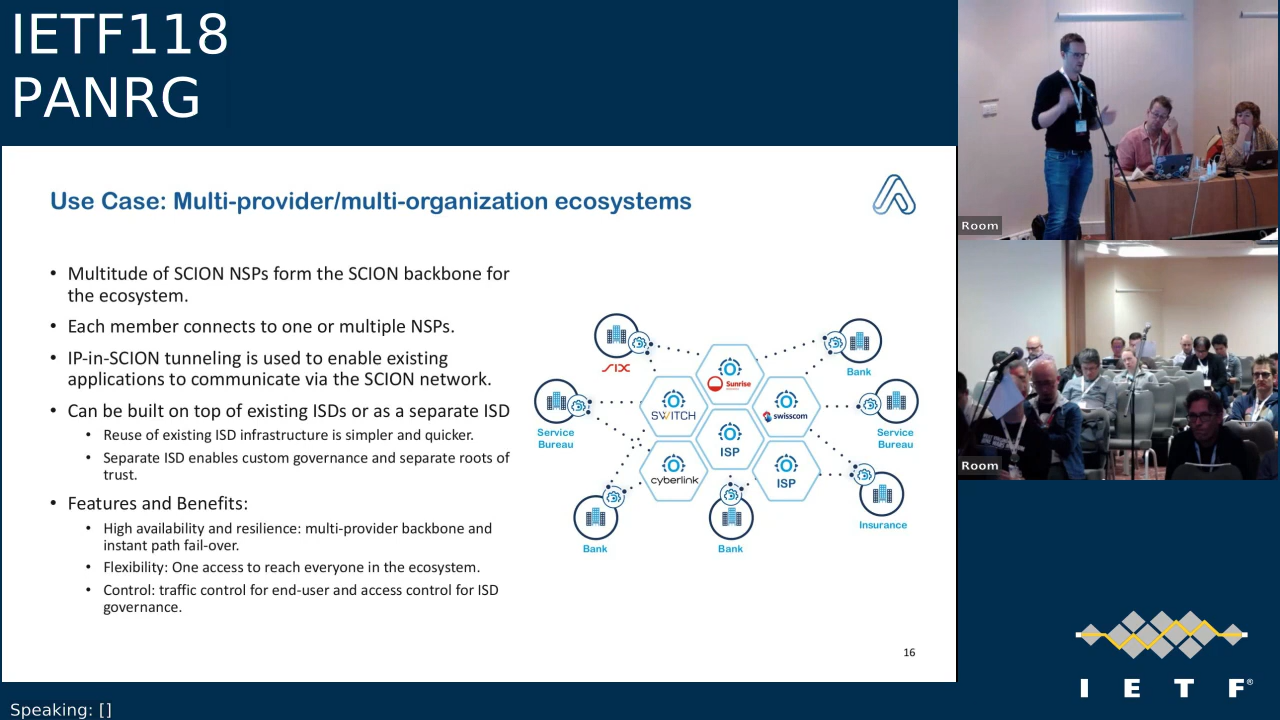 IETF118
PANRG
Use Case: Multi-provider/multi-organization ecosystems
• Multitude of SCION NSPs form the SCION backbone for
the ecosystem.
• Each member connects to one or multiple NSPs.
• IP-in-SCION tunneling is used to enable existing
applications to communicate via the SCION network.
• Can be built on top of existing ISDs or as a separate ISD
• Reuse of existing ISD infrastructure is simpler and quicker.
• Separate ISD enables custom governance and separate roots of
trust.
• Features and Benefits:
• High availability and resilience: multi-provider backbone and
instant path fail-over.
• Flexibility: One access to reach everyone in the ecosystem.
• Control: traffic control for end-user and access control for ISD
governance.
SIX
Sunrise
Bank
SWITCH
swisscom
Service
Bureau
Service
Bureau
ISP
cyberlink
ISP
Insurance
Bank
Bank
16
Room
Room
I E T F®
Speaking: []